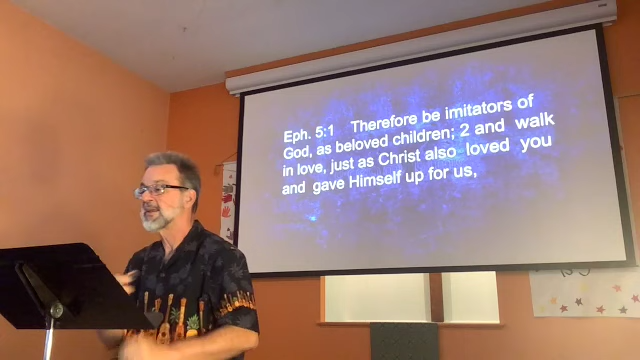 Eph. 5:1 Therefore be imitators of
God, as beloved children; 2 and walk
in love, just as Christ also loved you
and gave Himself up for us,